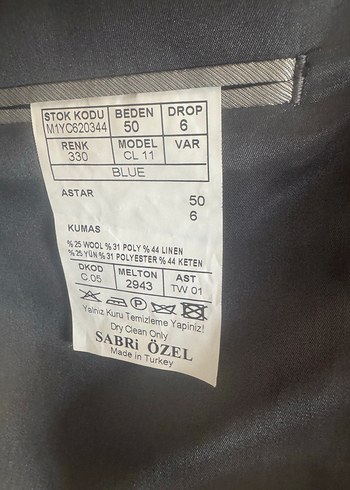 STOK KODU BEDEN DROP
M1YC620344 50 6
RENK MODEL VAR
330 CL 11
BLUE
ASTAR 50
6
KUMAS
%25 WOOL %31 POLY %44 LINEN
%25 YÜN %31 POLYESTER %44 KETEN
DKOD MELTON AST
C.05 2943 TW 01
P
Yalnız Kuru Temizleme Yapınız!
Dry Clean Only
SABRi ÖZEL
Made in Turkey